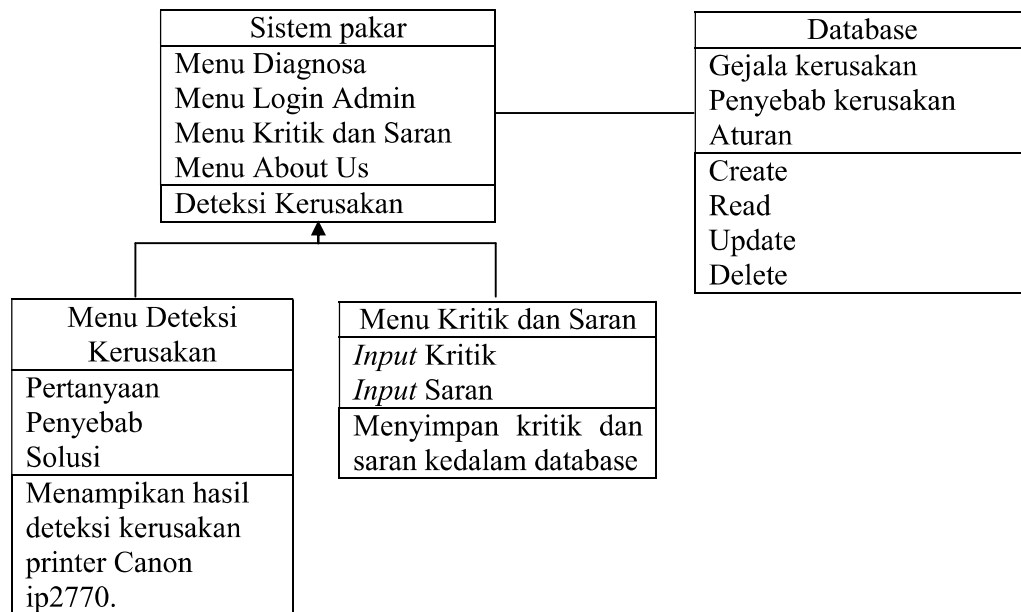 Sistem pakar
Menu Diagnosa
Menu Login Admin
Menu Kritik dan Saran
Menu About Us
Deteksi Kerusakan
Database
Gejala kerusakan
Penyebab kerusakan
Aturan
Create
Read
Update
Delete
Menu Deteksi
Kerusakan
Pertanyaan
Penyebab
Solusi
Menampikan hasil
deteksi kerusakan
printer Canon
ip2770.
Menu Kritik dan Saran
Input Kritik
Input Saran
Menyimpan kritik dan
saran kedalam database